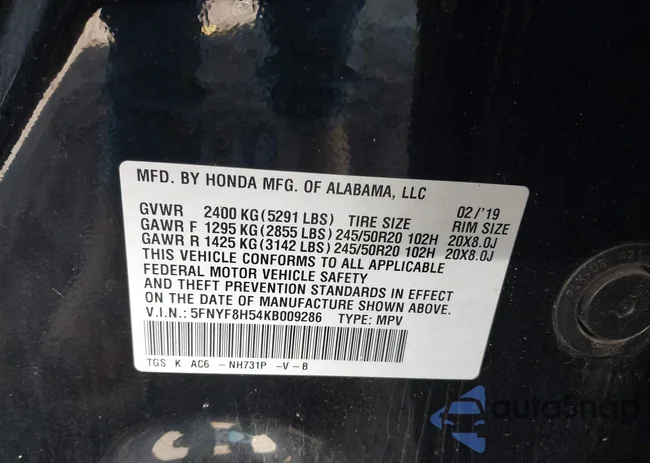 MFD. BY HONDA MFG. OF ALABAMA, LLC
GVWR 2400 KG(5291 LBS) TIRE SIZE 02/'19 RIM SIZE
GAWR F 1295 KG(2855 LBS)245/50R20 102H 20X8.0J
GAWR R 1425 KG(3142 LBS)245/50R20 102H 20X8.0J
THIS VEHICLE CONFORMS TO ALL APPLICABLE
FEDERAL MOTOR VEHICLE SAFETY
AND THEFT PREVENTION STANDARDS IN EFFECT
ON THE DATE OF MANUFACTURE SHOWN ABOVE.
V.I.N.: 5FNYF8H54KB009286 TYPE: MPV
TGS K AC6 -NH731P -V-B
autoSnap